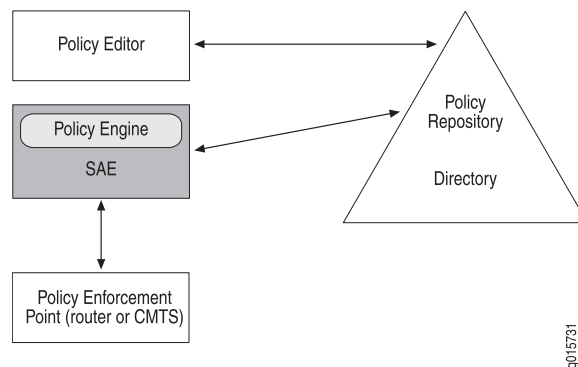 Policy Editor
Policy Engine
SAE
Policy Enforcement
Point (router or CMTS)
Policy
Repository
Directory
g015731